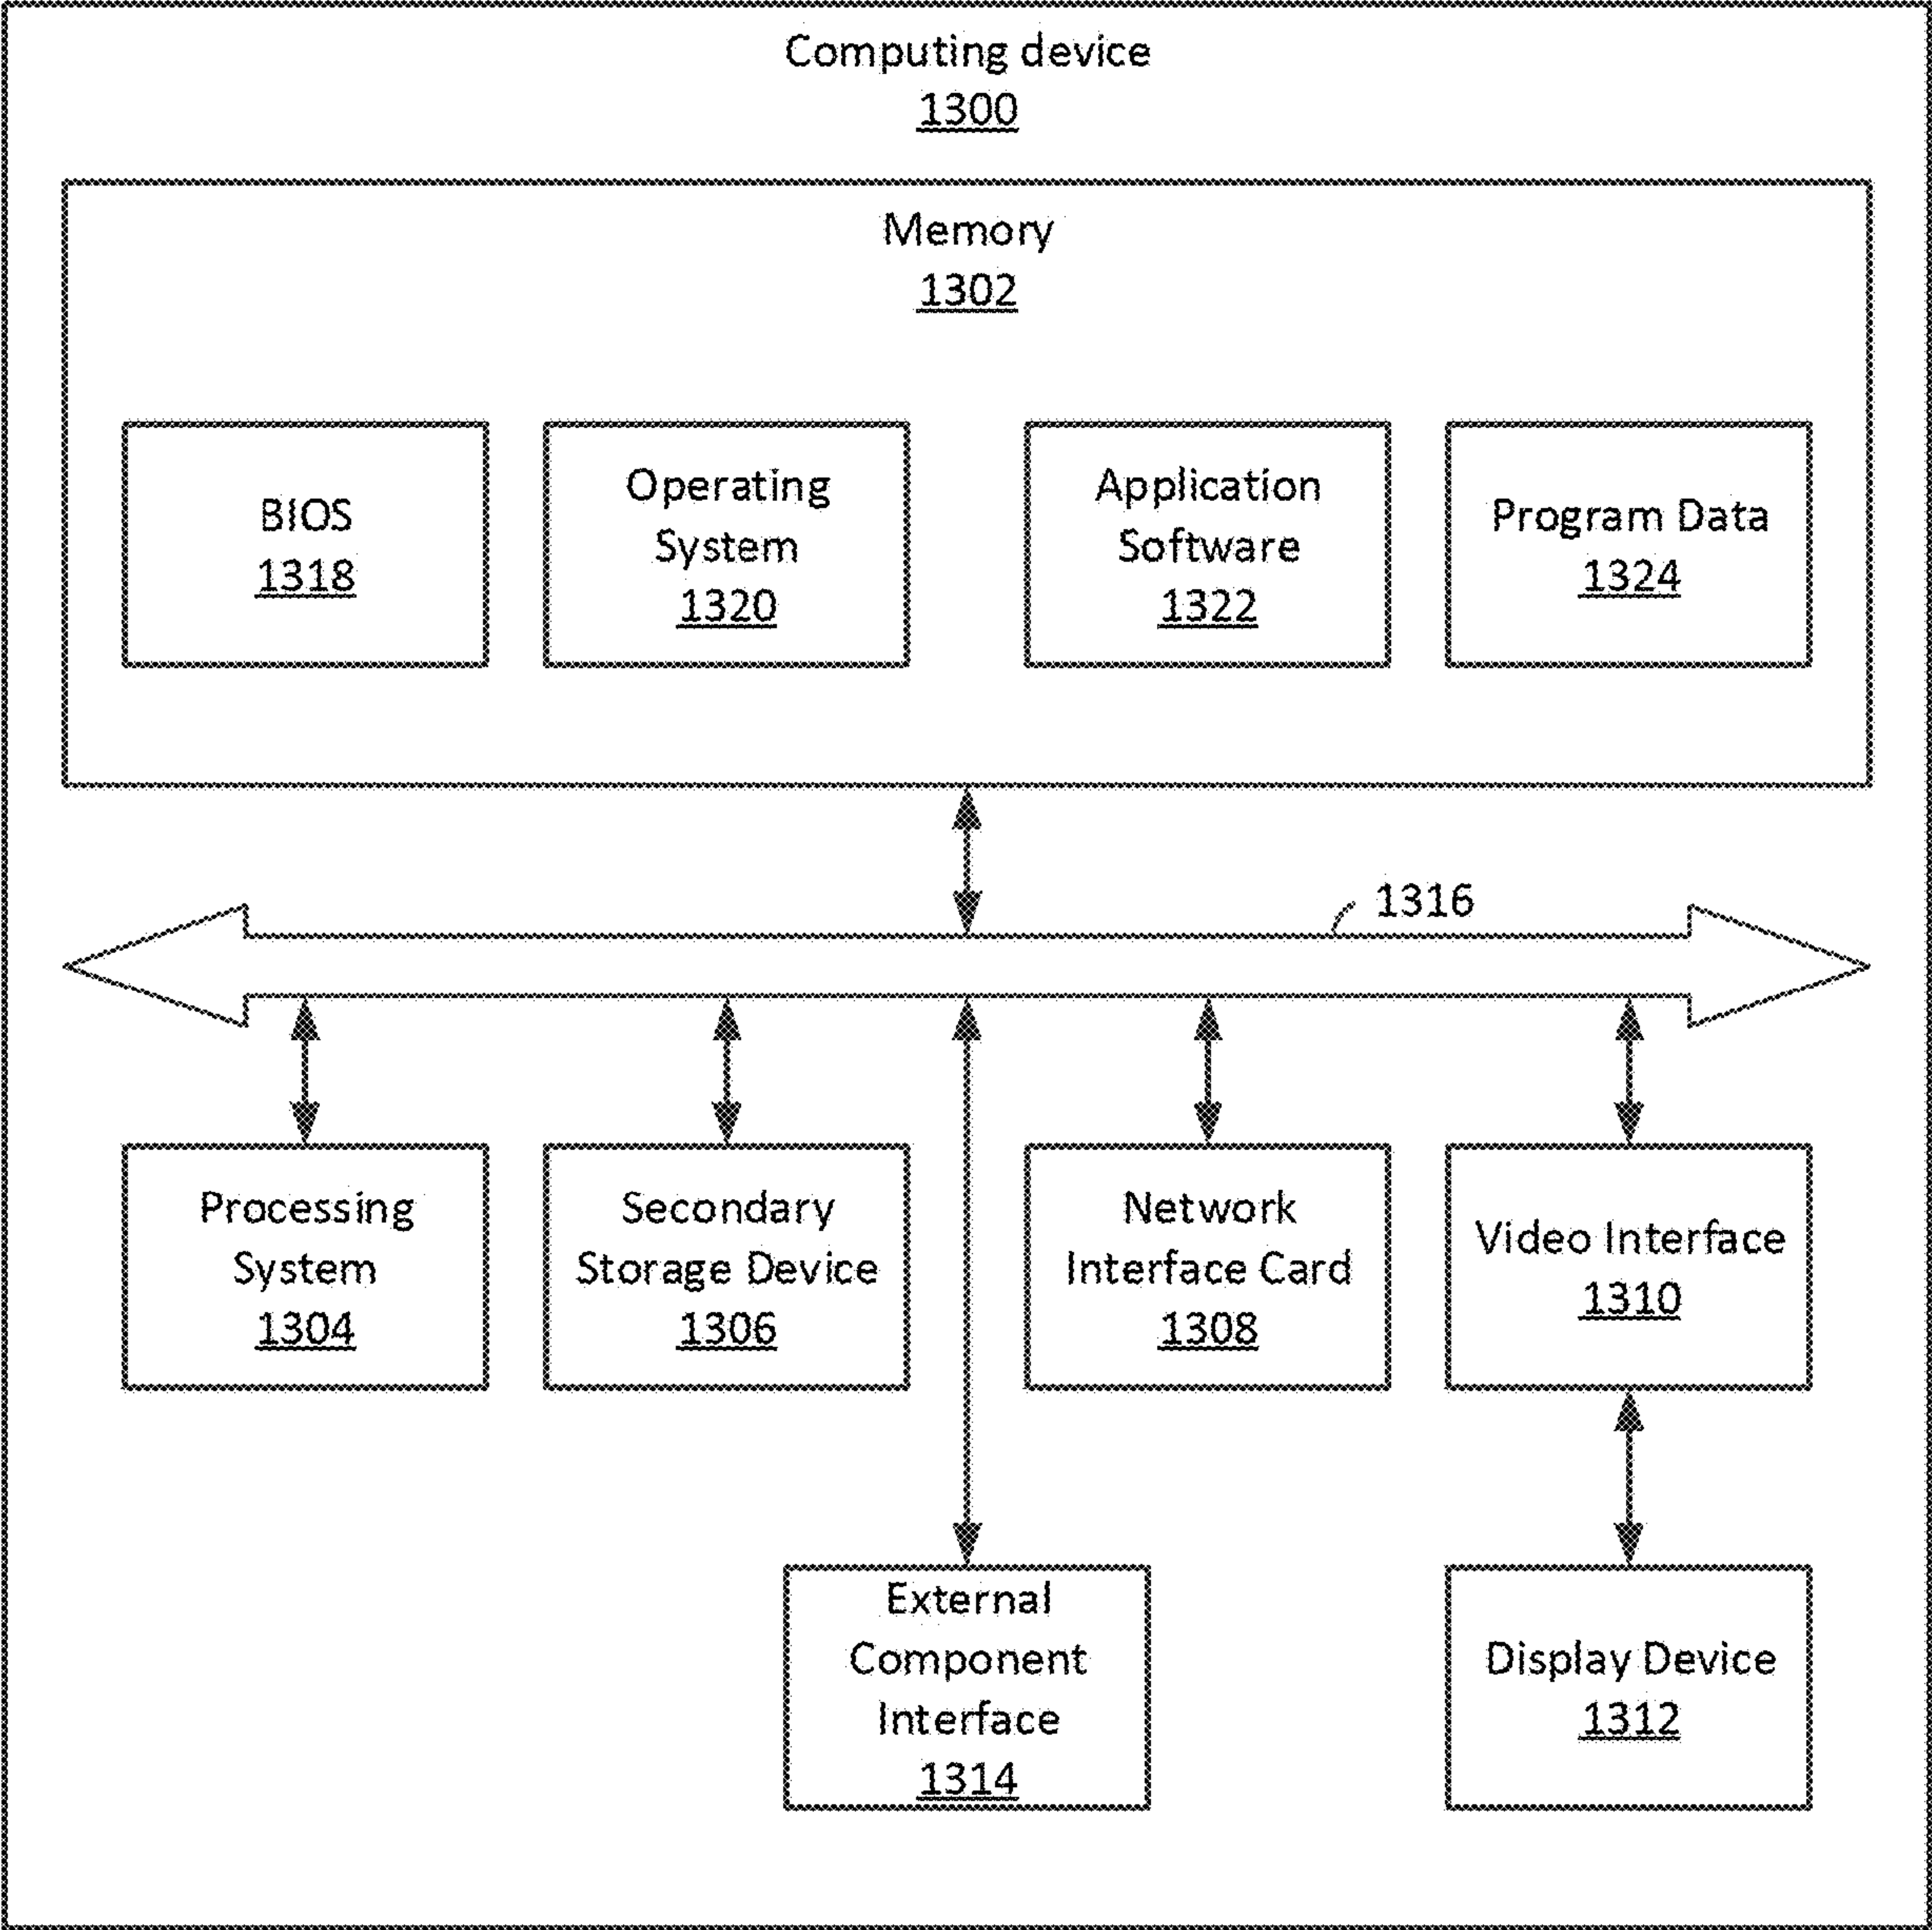 Computing device
1300
Memory
1302
BIOS
1318
Operating
System
1320
Application
Software
1322
Program Data
1324
1316
Processing
System
1304
Secondary
Storage Device
1306
Network
Interface Card
1308
Video Interface
1310
External
Component
Interface
1314
Display Device
1312